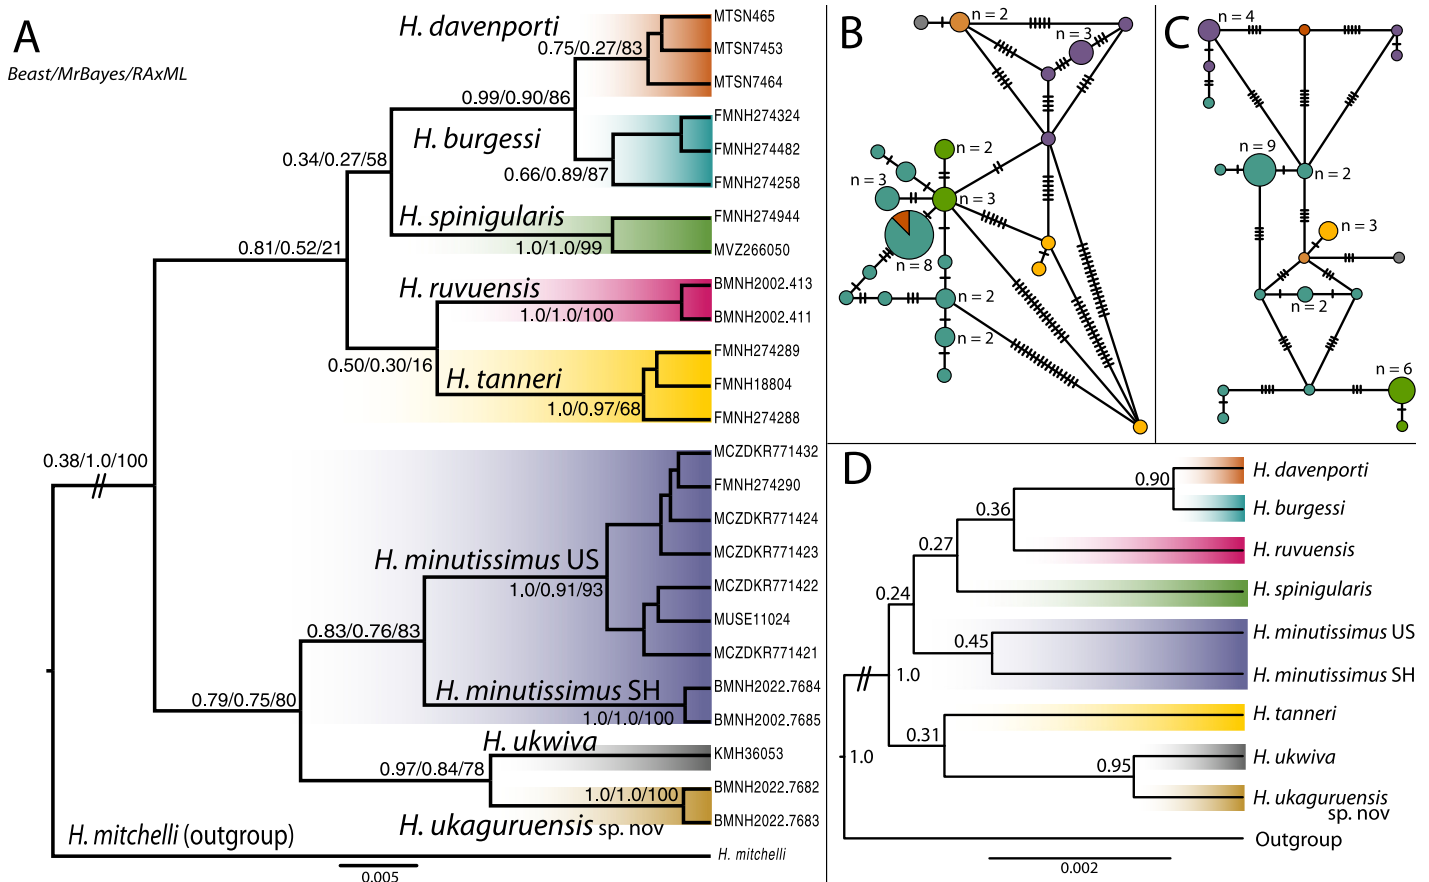 A
Beast/MrBayes/RAxML
H. davenporti
0.75/0.27/83
MTSN465
MTSN7453
MTSN7464
0.99/0.90/86
H. burgessi
FMNH274324
FMNH274482
FMNH274258
0.66/0.89/87
0.34/0.27/58
H. spinigularis
FMNH274944
MVZ266050
1.0/1.0/99
0.81/0.52/21
H. ruvuensis
BMNH2002.413
BMNH2002.411
1.0/1.0/100
0.50/0.30/16
H. tanneri
FMNH274289
FMNH18804
FMNH274288
1.0/0.97/68
0.38/1.0/100
MCZDKR771432
FMNH274290
MCZDKR771424
MCZDKR771423
H. minutissimus US
1.0/0.91/93
MCZDKR771422
MUSE11024
MCZDKR771421
0.83/0.76/83
H. minutissimus SH
BMNH2022.7684
BMNH2002.7685
1.0/1.0/100
0.79/0.75/80
H. ukwiva
KMH36053
0.97/0.84/78
1.0/1.0/100
BMNH2022.7682
BMNH2022.7683
H. ukaguruensis sp. nov
H. mitchelli (outgroup)
H. mitchelli
0.005
B
n = 2
n = 3
n = 2
n = 3
n = 3
n = 8
n = 2
n = 2
C
n = 4
n = 9
n = 2
n = 3
n = 2
n = 6
D
0.90
H. davenporti
H. burgessi
0.36
H. ruvuensis
0.27
H. spinigularis
0.24
0.45
H. minutissimus US
H. minutissimus SH
1.0
H. tanneri
0.31
1.0
0.95
H. ukwiva
H. ukaguruensis
sp. nov
Outgroup
0.002